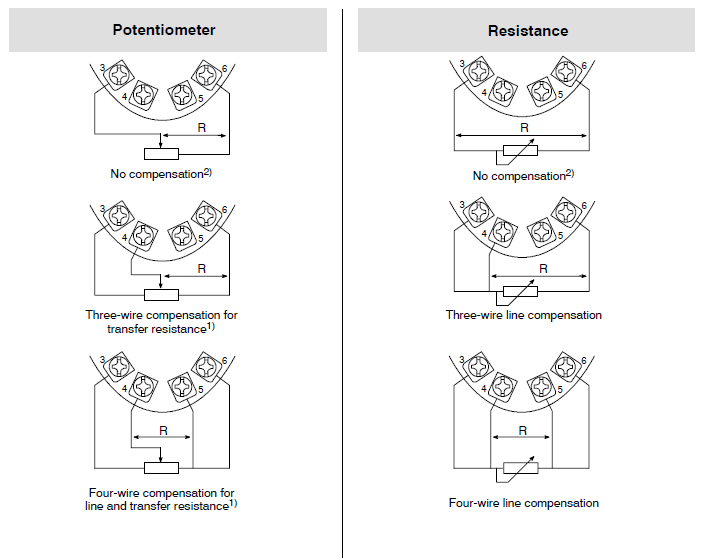 Potentiometer
3
6
4
5
R
No compensation2)
3
6
4
5
R
Three-wire compensation for
transfer resistance1)
3
6
4
5
R
Four-wire compensation for
line and transfer resistance1)
Resistance
3
6
4
5
R
No compensation2)
3
6
4
5
R
Three-wire line compensation
3
6
4
5
R
Four-wire line compensation